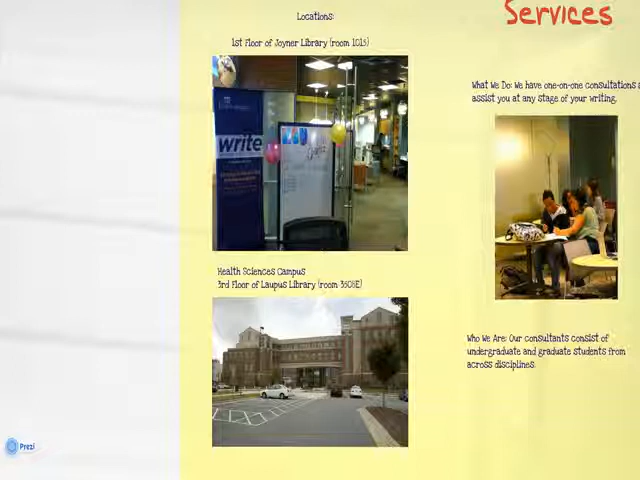 Locations:
1st Floor of Joyner Library (room 1015)
write
Health Sciences Campus
3rd Floor of Laupus Library (room 3503E)
Services
What We Do: We have one-on-one consultations
assist you at any stage of your writing.
Who We Are: Our consultants consist of
undergraduate and graduate students from
across disciplines.
Prezi